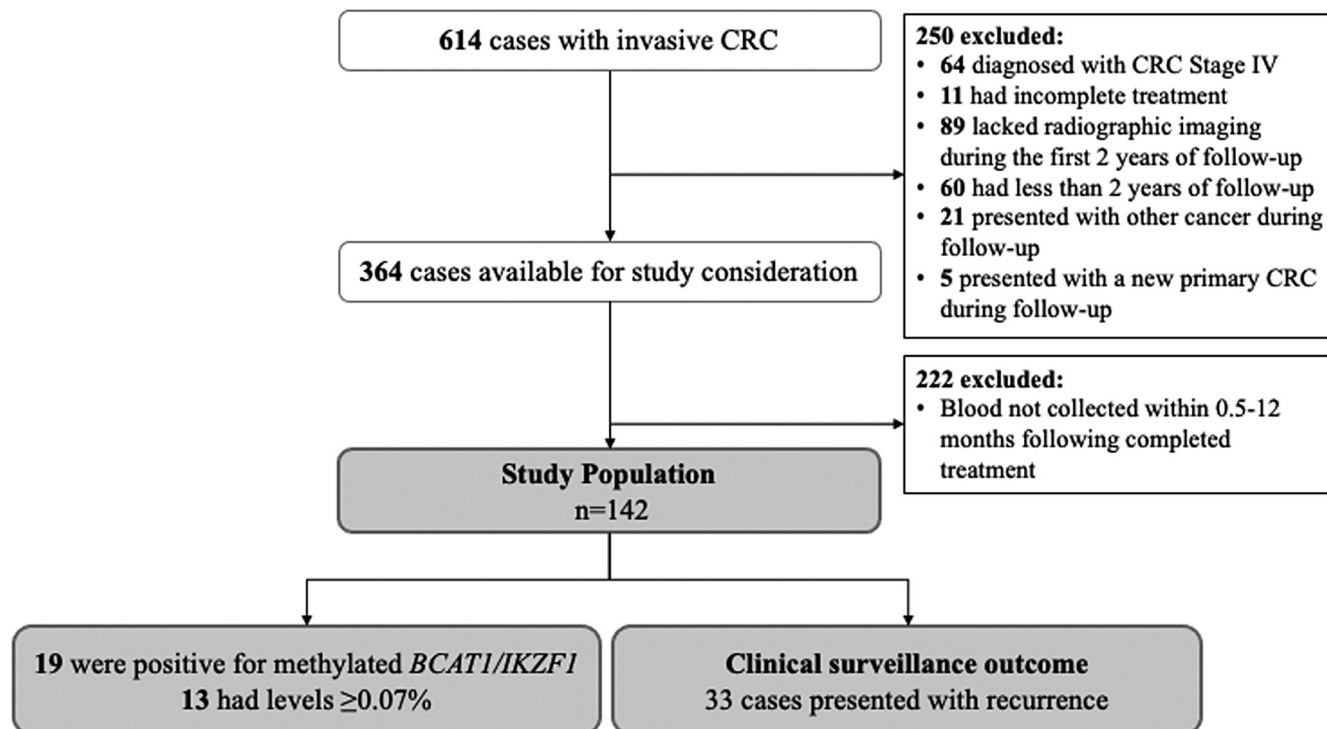 614 cases with invasive CRC
250 excluded:
• 64 diagnosed with CRC Stage IV
• 11 had incomplete treatment
• 89 lacked radiographic imaging
during the first 2 years of follow-up
• 60 had less than 2 years of follow-up
• 21 presented with other cancer during
follow-up
• 5 presented with a new primary CRC
during follow-up
364 cases available for study consideration
222 excluded:
• Blood not collected within 0.5-12
months following completed
treatment
Study Population
n=142
19 were positive for methylated BCAT1/IKZF1
13 had levels ≥0.07%
Clinical surveillance outcome
33 cases presented with recurrence